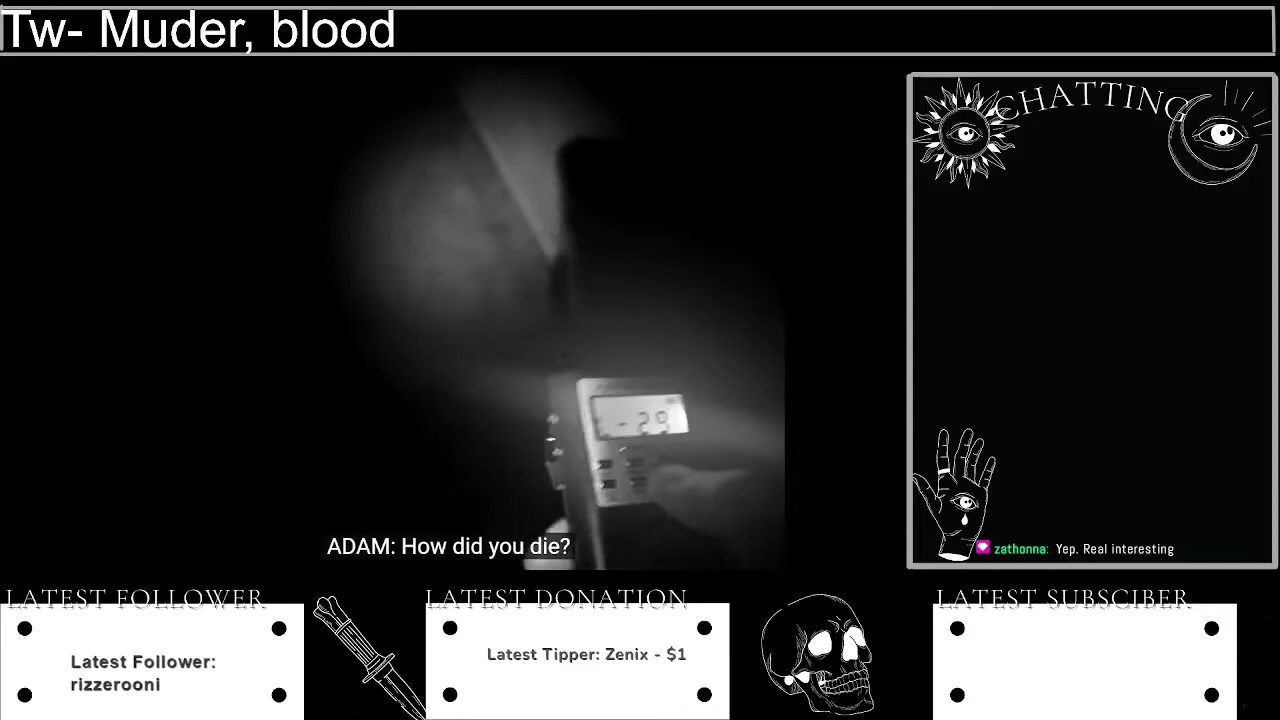 Tw- Muder, blood
CHATTING
- 29
ADAM: How did you die?
zathonna: Yep. Real interesting
LATEST FOLLOWER
LATEST DONATION
LATEST SUBSCIBER
Latest Follower:
rizzerooni
Latest Tipper: Zenix - $1